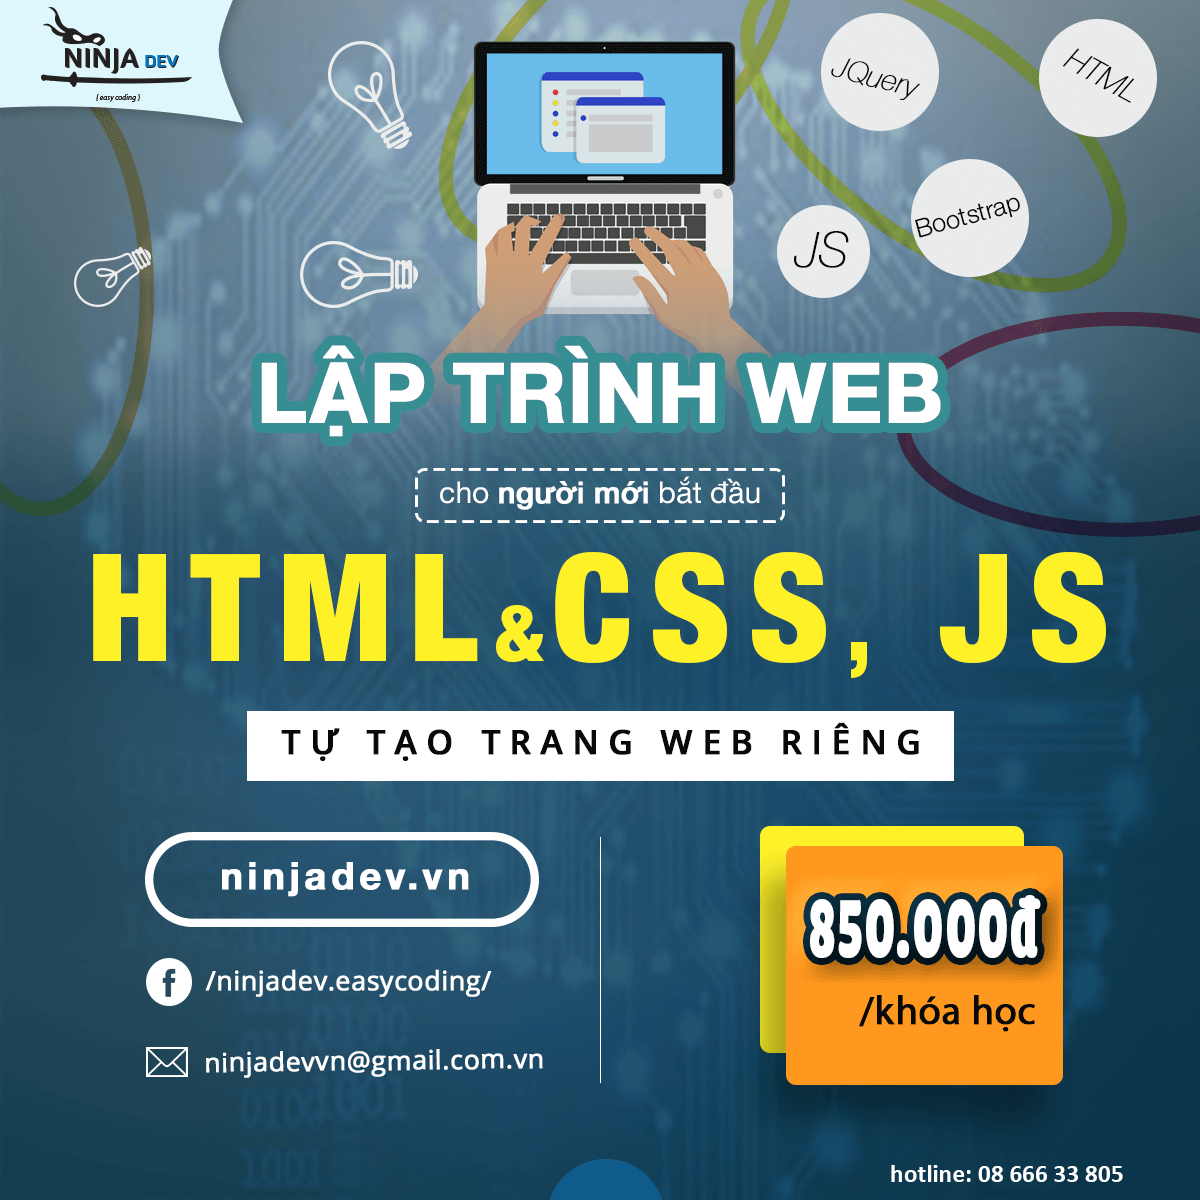 NINJA DEV
{ easy coding }
JQuery
HTML
JS
Bootstrap
LẬP TRÌNH WEB
cho người mới bắt đầu
HTML&CSS, JS
TỰ TẠO TRANG WEB RIÊNG
ninjadev.vn
/ninjadev.easycoding/
ninjadevvn@gmail.com.vn
850.000đ
/khóa học
hotline: 08 666 33 805